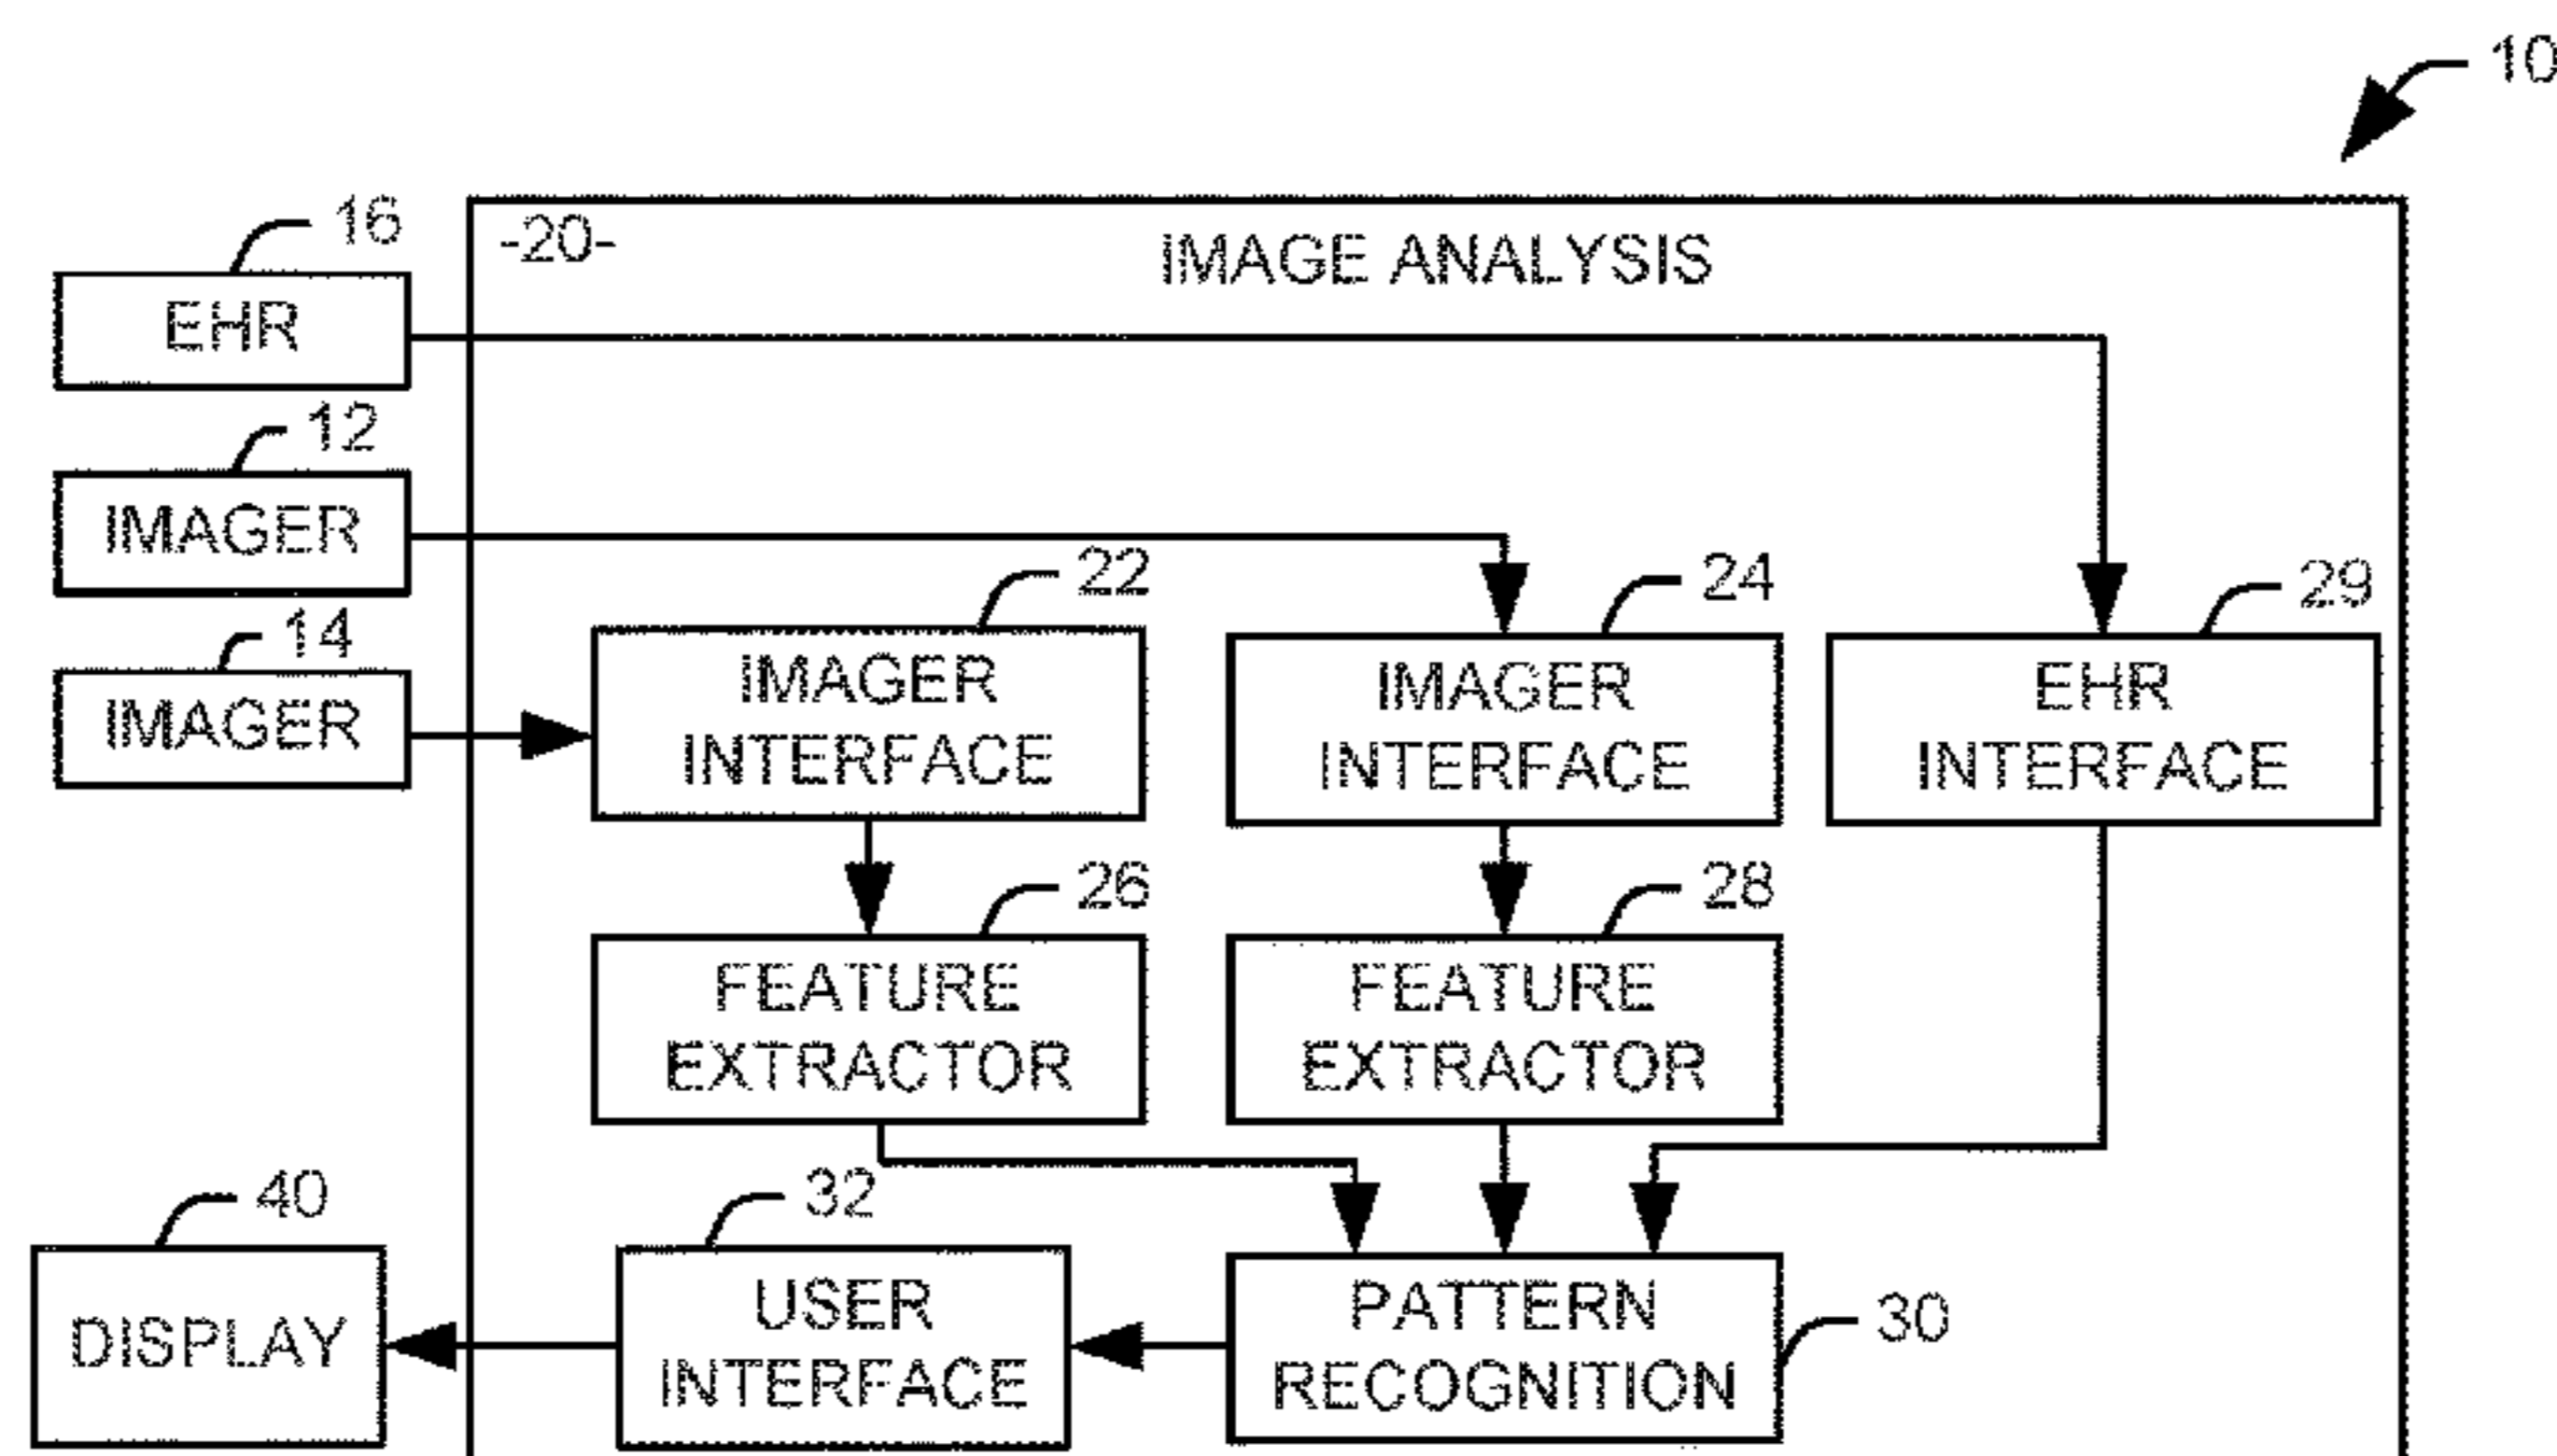 10
16
-20-
IMAGE ANALYSIS
EHR
12
IMAGER
14
IMAGER
22
IMAGER
INTERFACE
24
IMAGER
INTERFACE
29
EHR
INTERFACE
26
FEATURE
EXTRACTOR
28
FEATURE
EXTRACTOR
40
DISPLAY
32
USER
INTERFACE
PATTERN
RECOGNITION
30